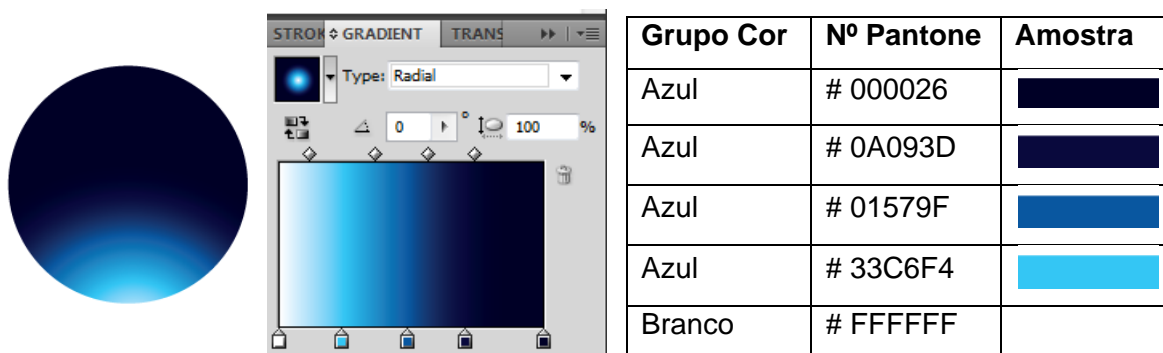 STROK GRADIENT TRANS
Type: Radial
0 ° 100 %
Grupo Cor Nº Pantone Amostra
Azul # 000026
Azul # 0A093D
Azul # 01579F
Azul # 33C6F4
Branco # FFFFFF